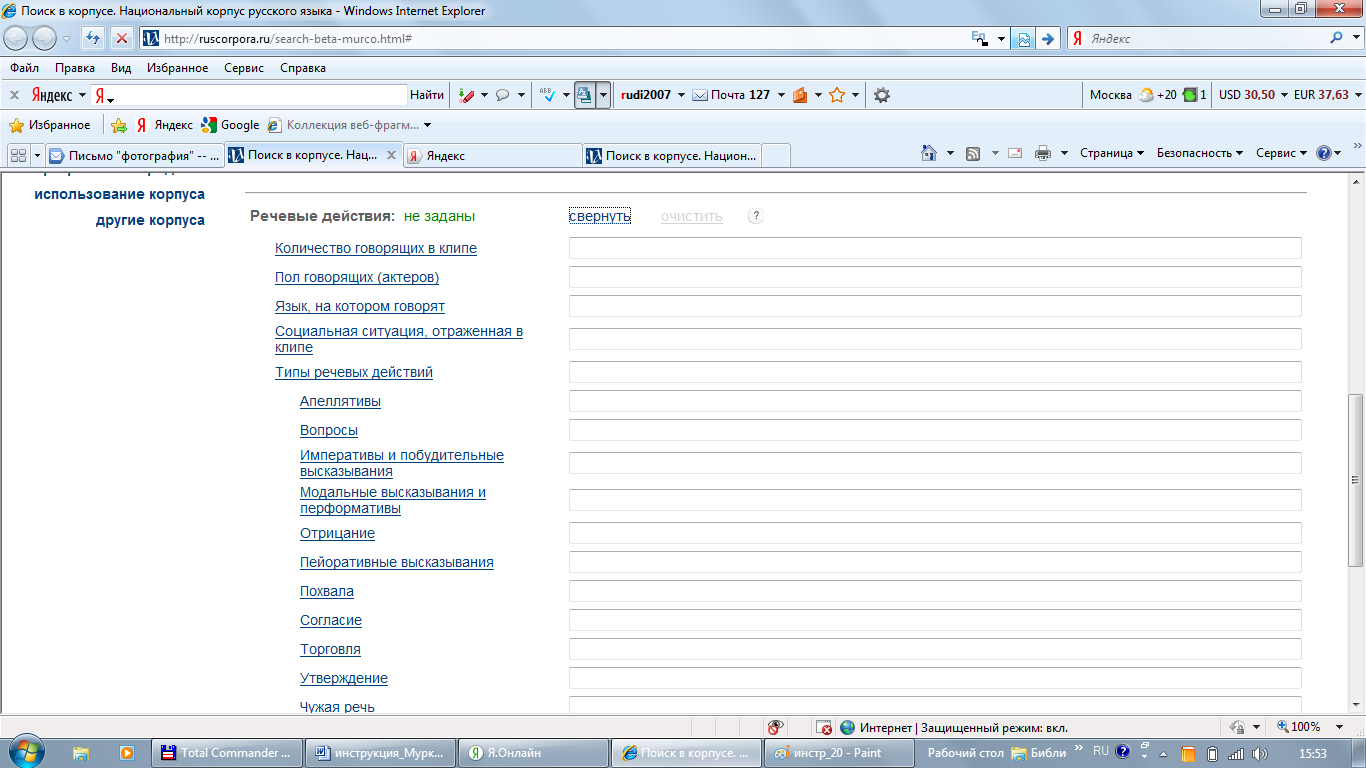 Поиск в корпусе. Национальный корпус русского языка - Windows Internet Explorer
http://ruscorpora.ru/search-beta-murco.html#
En
Я Яндекс
Файл Правка Вид Избранное Сервис Справка
x Яндекс Я Найти ABC rudi2007 Почта 127 Москва +20 1 USD 30,50 EUR 37,63
Избранное Я Яндекс Google Коллекция веб-фрагм...
Письмо "фотография" -- ... Поиск в корпусе. Нац... X Я Яндекс Поиск в корпусе. Национ... Страница Безопасность Сервис
использование корпуса
другие корпуса
Речевые действия: не заданы свернуть очистить ?
Количество говорящих в клипе
Пол говорящих (актеров)
Язык, на котором говорят
Социальная ситуация, отраженная в
клипе
Типы речевых действий
Апеллятивы
Вопросы
Императивы и побудительные
высказывания
Модальные высказывания и
перформативы
Отрицание
Пейоративные высказывания
Похвала
Согласие
Торговля
Утверждение
Чужая речь
Интернет | Защищенный режим: вкл. 100%
Total Commander ... инструкция_Мурк... Я.Онлайн Поиск в корпусе. ... инстр_20 - Paint Рабочий стол Библи » RU 15:53